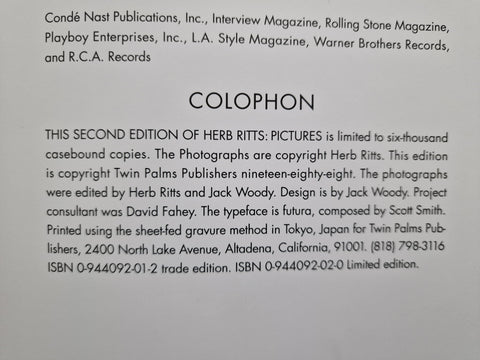 Condé Nast Publications, Inc., Interview Magazine, Rolling Stone Magazine,
Playboy Enterprises, Inc., L.A. Style Magazine, Warner Brothers Records,
and R.C.A. Records
COLOPHON
THIS SECOND EDITION OF HERB RITTS: PICTURES is limited to six-thousand
casebound copies. The Photographs are copyright Herb Ritts. This edition
is copyright Twin Palms Publishers nineteen-eighty-eight. The photographs
were edited by Herb Ritts and Jack Woody. Design is by Jack Woody. Project
consultant was David Fahey. The typeface is futura, composed by Scott Smith.
Printed using the sheet-fed gravure method in Tokyo, Japan for Twin Palms Pub-
lishers, 2400 North Lake Avenue, Altadena, California, 91001. (818) 798-3116
ISBN 0-944092-01-2 trade edition. ISBN 0-944092-02-0 Limited edition.